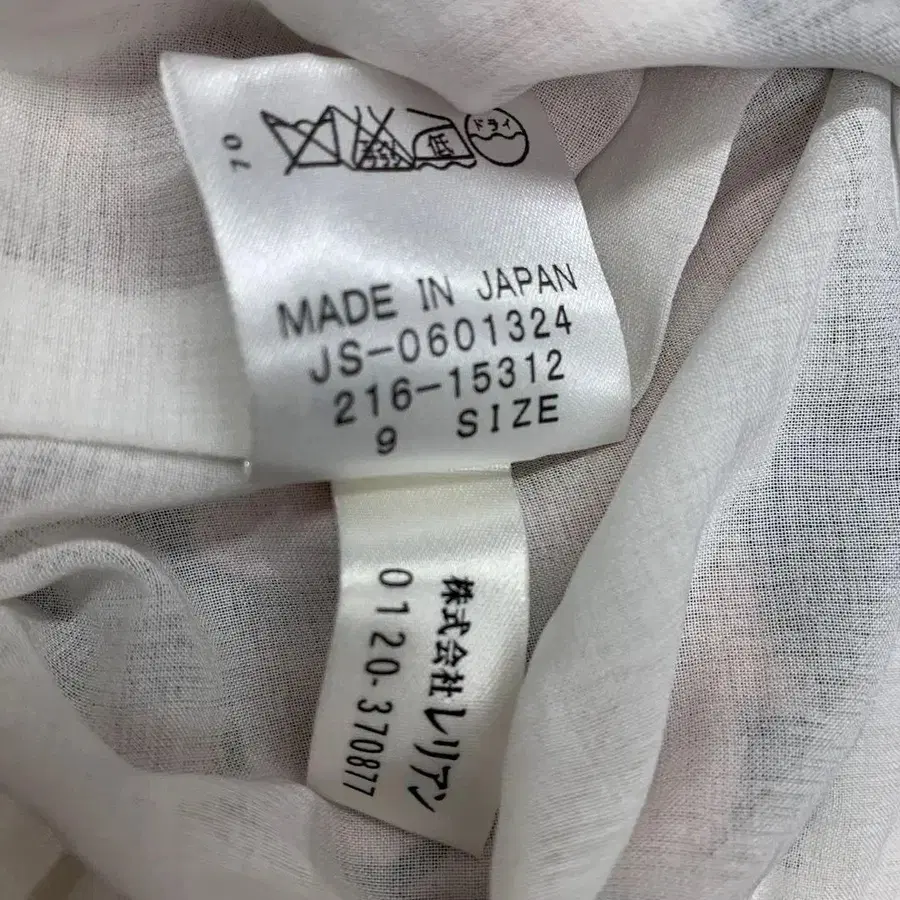 70
低 ドライ
MADE IN JAPAN
JS-0601324
216-15312
9 SIZE
株式会社レリアン
0120-370877